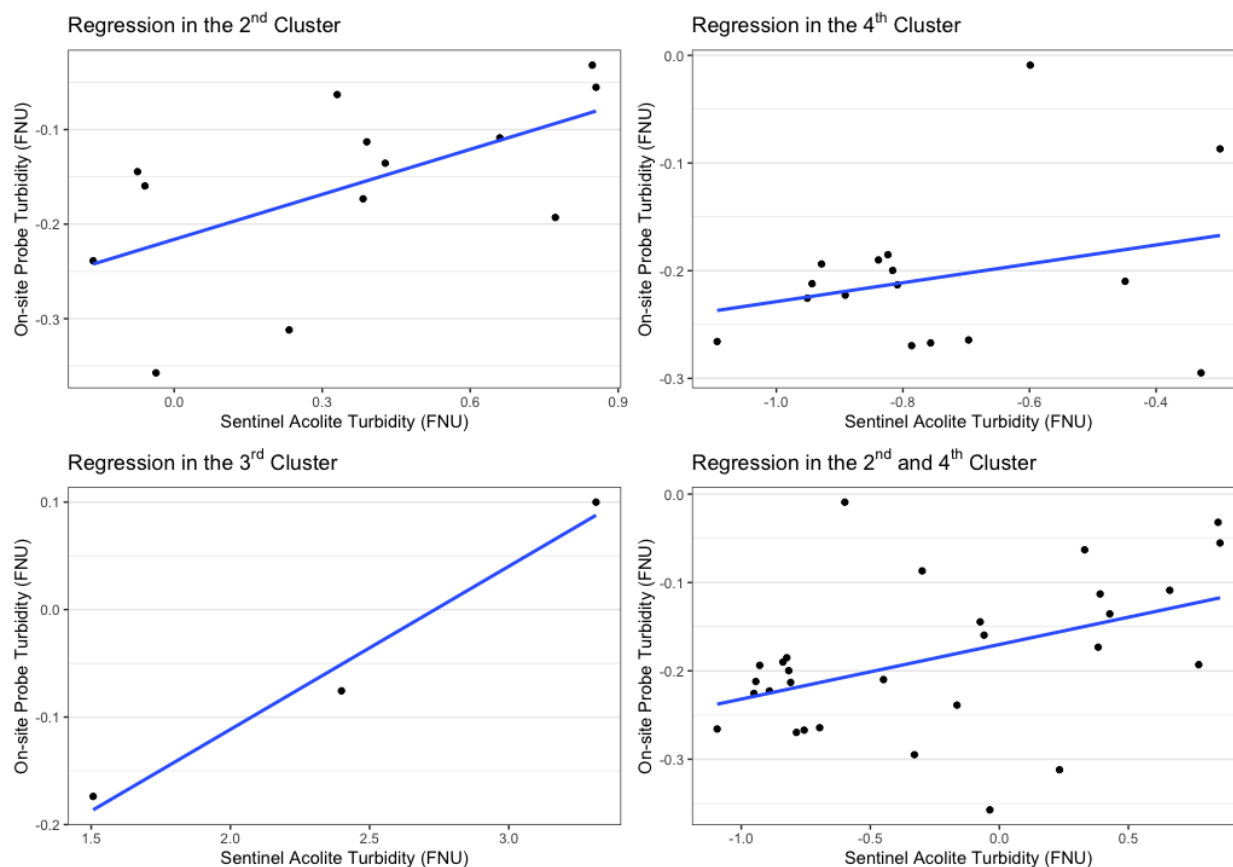 Regression in the 2nd Cluster
On-site Probe Turbidity (FNU)
-0.1
-0.2
-0.3
0.0 0.3 0.6 0.9
Sentinel Acolite Turbidity (FNU)
Regression in the 4th Cluster
On-site Probe Turbidity (FNU)
0.0
-0.1
-0.2
-0.3
-1.0 -0.8 -0.6 -0.4
Sentinel Acolite Turbidity (FNU)
Regression in the 3rd Cluster
On-site Probe Turbidity (FNU)
0.1
0.0
-0.1
-0.2
1.5 2.0 2.5 3.0
Sentinel Acolite Turbidity (FNU)
Regression in the 2nd and 4th Cluster
On-site Probe Turbidity (FNU)
0.0
-0.1
-0.2
-0.3
-1.0 -0.5 0.0 0.5
Sentinel Acolite Turbidity (FNU)